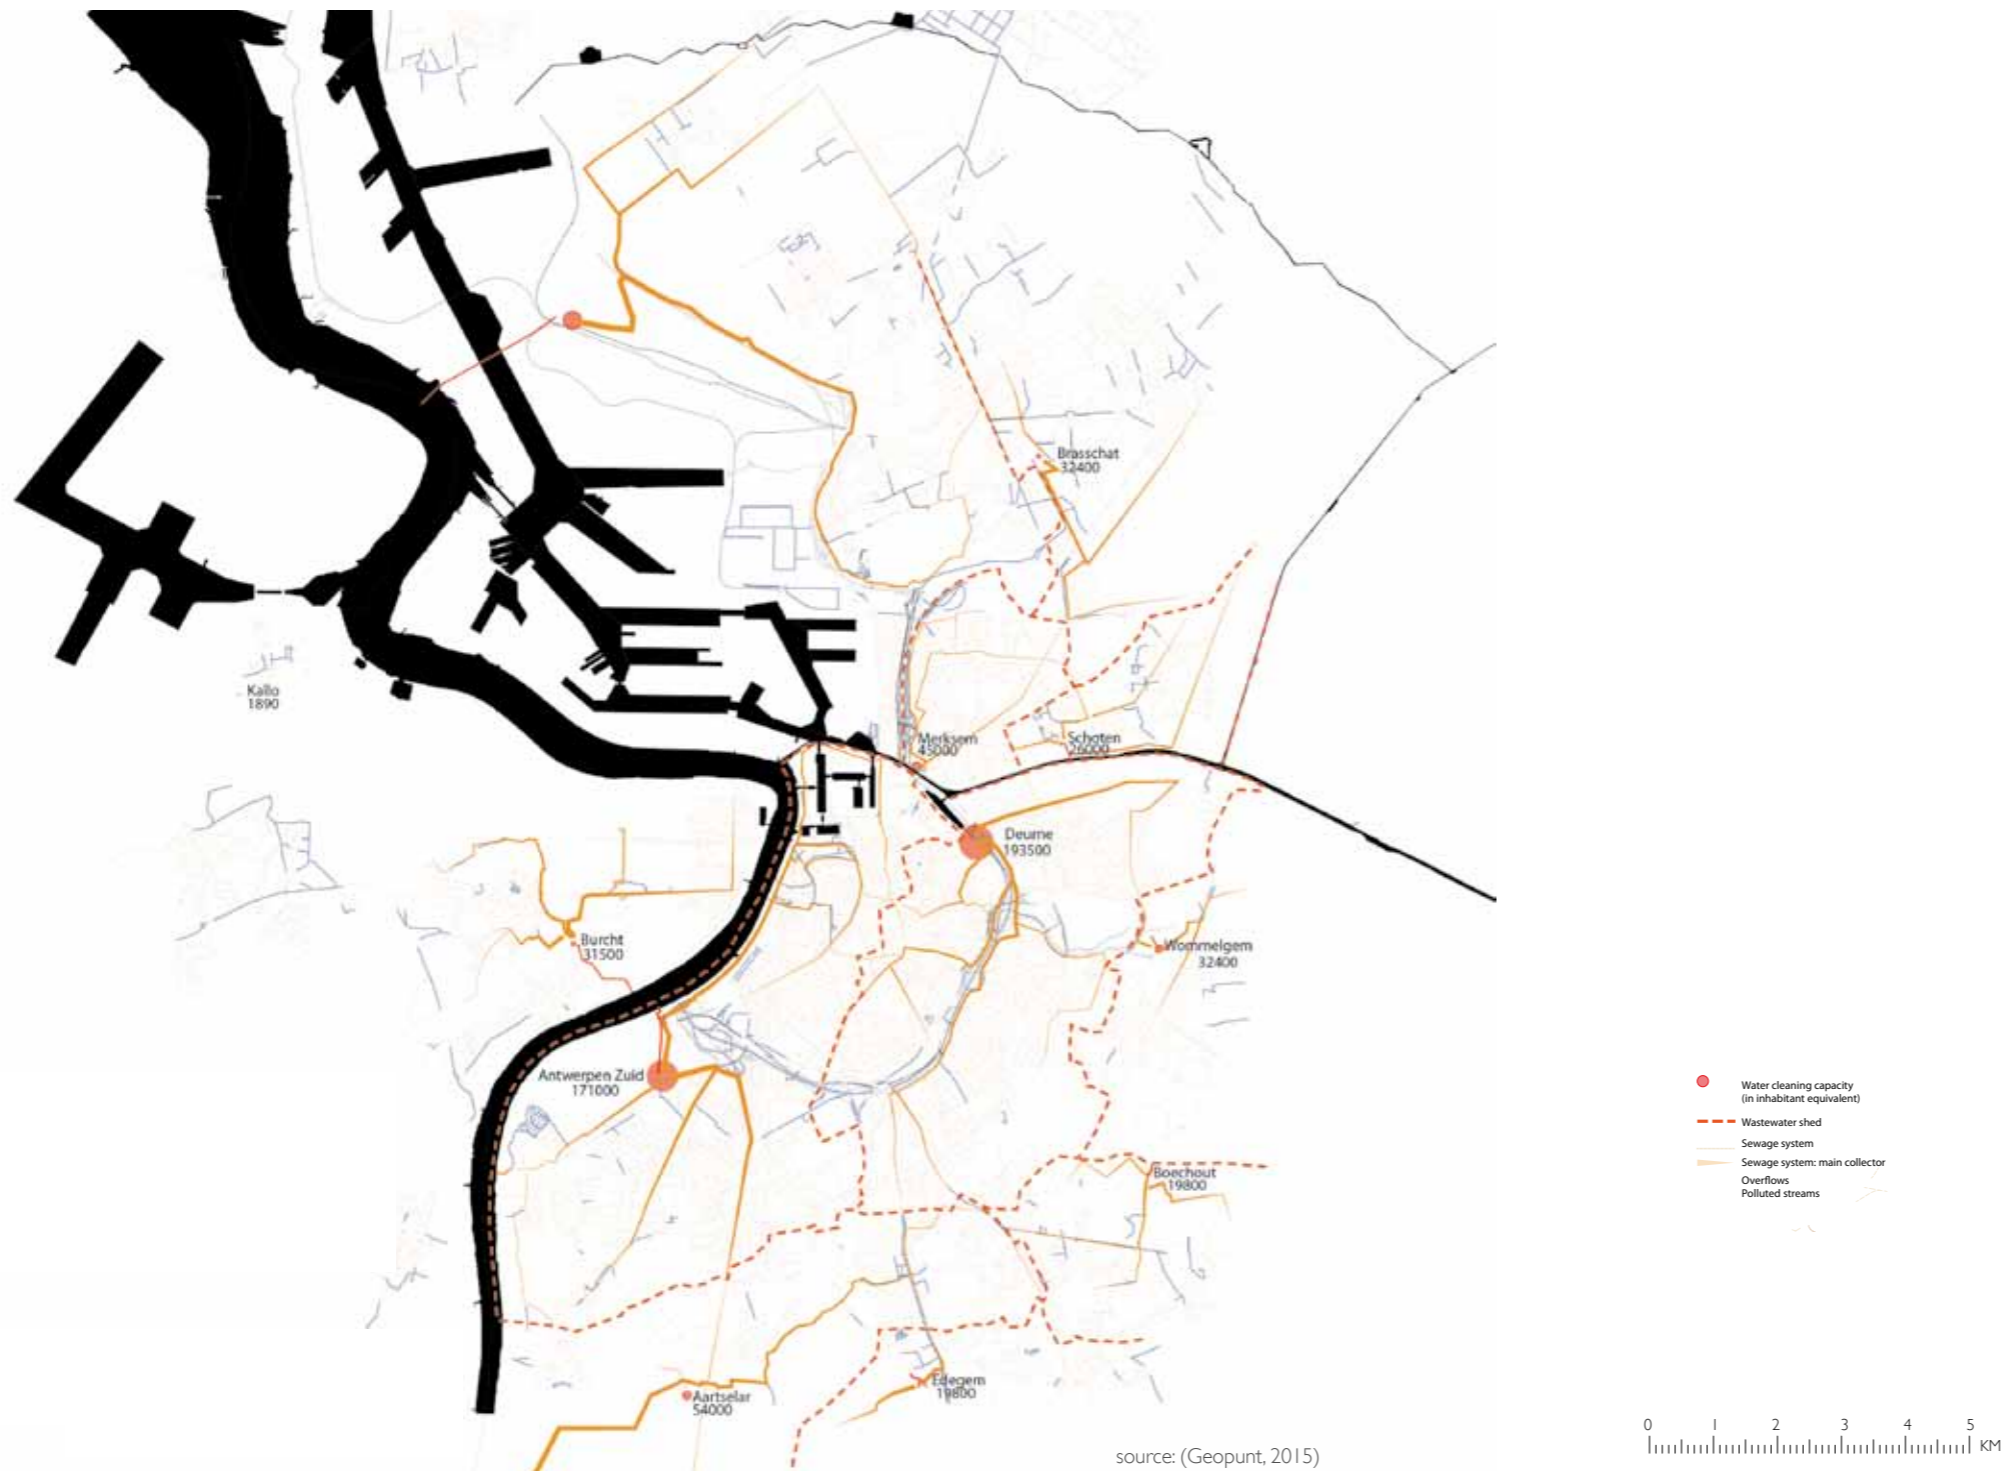 Brasschat
32400
Kallo
1890
Merksem
45000
Schoten
26000
Deurne
193500
Burcht
31500
Wommelgem
32400
Antwerpen Zuid
171000
Boechout
19800
Aartselar
54000
Edegem
19800
Water cleaning capacity
(in inhabitant equivalent)
Wastewater shed
Sewage system
Sewage system: main collector
Overflows
Polluted streams
0 1 2 3 4 5
KM
source: (Geopunt, 2015)